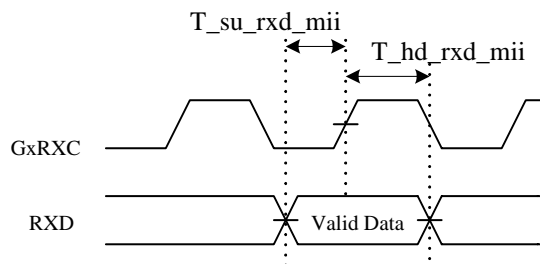 T_su_rxd_mii
T_hd_rxd_mii
GxRXC
RXD
Valid Data